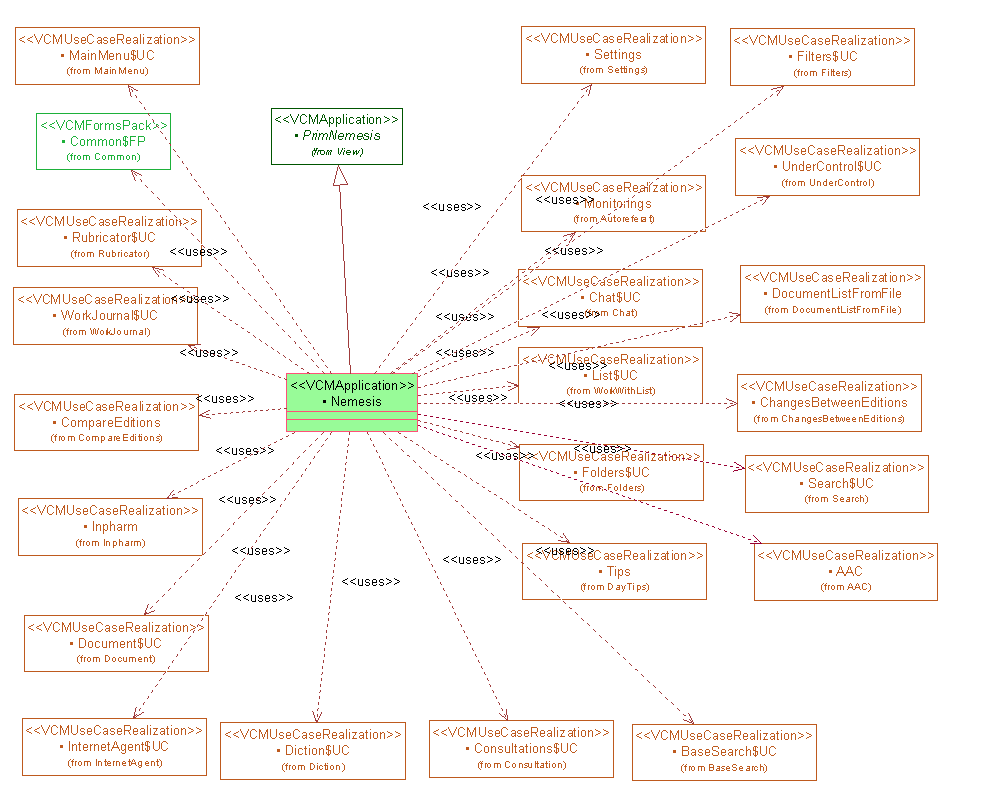 <<VCMUseCaseRealization>>
▪ MainMenu$UC
(from MainMenu)
<<VCMUseCaseRealization>>
▪ Settings
(from Settings)
<<VCMUseCaseRealization>>
▪ Filters$UC
(from Filters)
<<VCMFormsPack>>
▪ Common$FP
(from Common)
<<VCMApplication>>
▪ PrimNemesis
(from View)
<<VCMUseCaseRealization>>
▪ UnderControl$UC
(from UnderControl)
<<VCMUseCaseRealization>>
▪ Monitorings
(from Autoreferat)
<<uses>>
<<uses>>
<<VCMUseCaseRealization>>
▪ Rubricator$UC
(from Rubricator)
<<uses>>
<<uses>>
<<uses>>
<<VCMUseCaseRealization>>
▪ Chat$UC
(from Chat)
<<VCMUseCaseRealization>>
▪ DocumentListFromFile
(from DocumentListFromFile)
<<VCMUseCaseRealization>>
▪ WorkJournal$UC
(from WorkJournal)
<<uses>>
<<uses>>
<<uses>>
<<uses>>
<<uses>>
<<VCMUseCaseRealization>>
▪ List$UC
(from WorkWithList)
<<uses>>
<<VCMApplication>>
▪ Nemesis
<<VCMUseCaseRealization>>
▪ ChangesBetweenEditions
(from ChangesBetweenEditions)
<<uses>>
<<uses>>
<<uses>>
<<VCMUseCaseRealization>>
▪ CompareEditions
(from CompareEditions)
<<uses>>
<<uses>>
<<uses>>
<<VCMUseCaseRealization>>
▪ Folders$UC
(from Folders)
<<VCMUseCaseRealization>>
▪ Search$UC
(from Search)
<<uses>>
<<VCMUseCaseRealization>>
▪ Inpharm
(from Inpharm)
<<uses>>
<<uses>>
<<uses>>
<<VCMUseCaseRealization>>
▪ Tips
(from DayTips)
<<VCMUseCaseRealization>>
▪ AAC
(from AAC)
<<uses>>
<<uses>>
<<VCMUseCaseRealization>>
▪ Document$UC
(from Document)
<<VCMUseCaseRealization>>
▪ InternetAgent$UC
(from InternetAgent)
<<VCMUseCaseRealization>>
▪ Diction$UC
(from Diction)
<<VCMUseCaseRealization>>
▪ Consultations$UC
(from Consultation)
<<VCMUseCaseRealization>>
▪ BaseSearch$UC
(from BaseSearch)